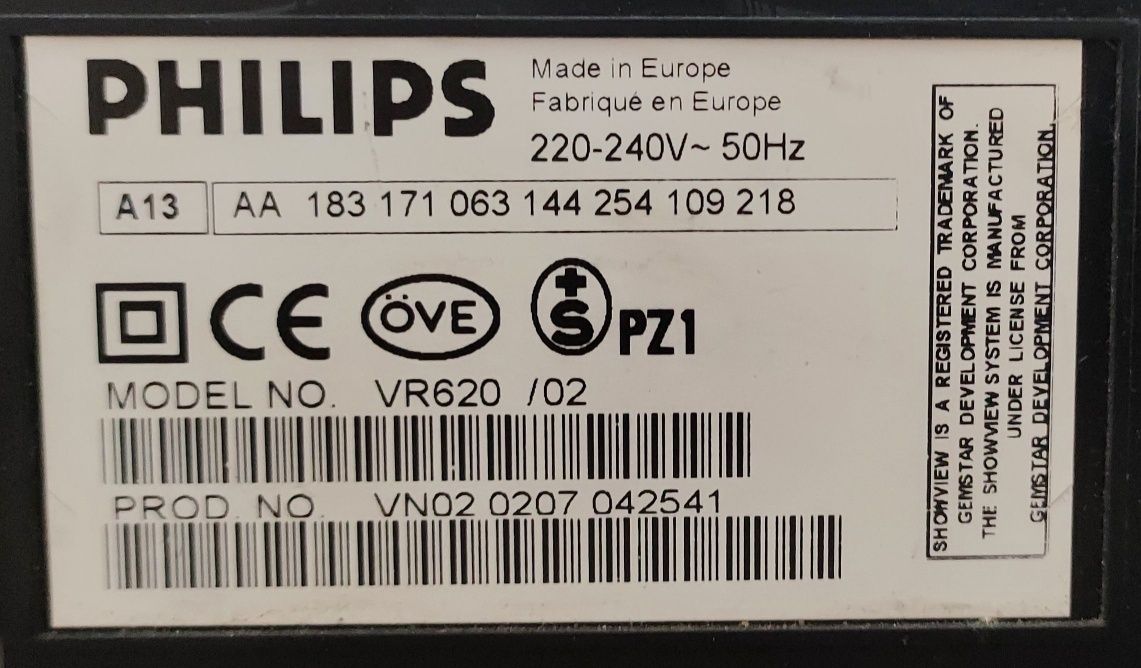 PHILIPS
Made in Europe
Fabriqué en Europe
220-240V~ 50Hz
A13
AA 183 171 063 144 254 109 218
CE
ÖVE
+S
PZ1
MODEL NO. VR620 /02
PROD. NO. VN02 0207 042541
SHOWVIEW IS A REGISTERED TRADEMARK OF
GEMSTAR DEVELOPMENT CORPORATION.
THE SHOWVIEW SYSTEM IS MANUFACTURED
UNDER LICENSE FROM
GEMSTAR DEVELOPMENT CORPORATION.